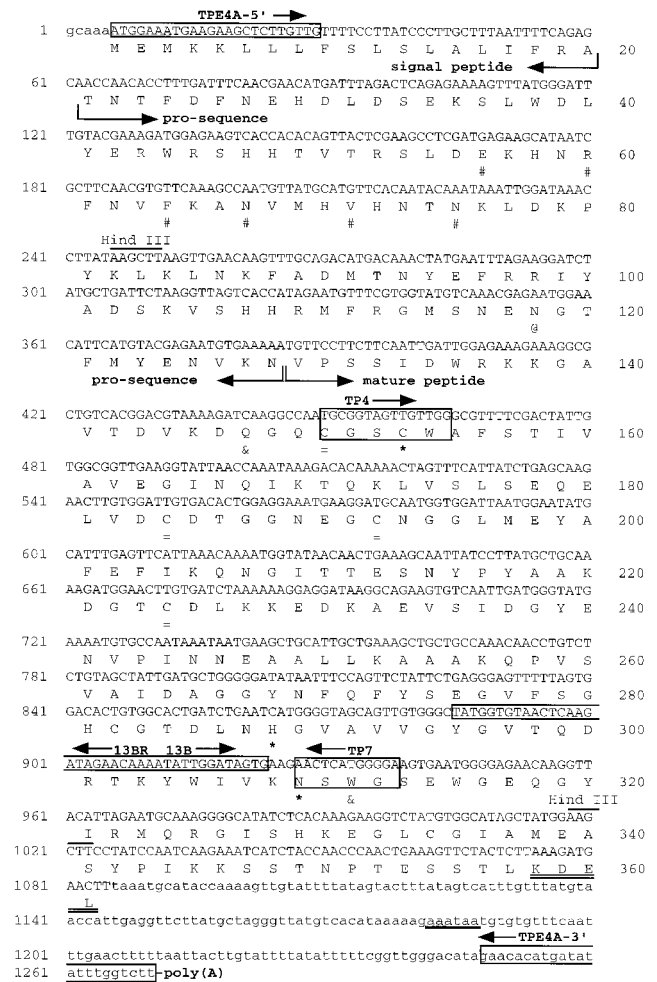 TPE4A-5'
1 gcaaaATGGAAATGAAGAAGCTCTTGTTGTTTTCCTTATCCCTTGCTTTAATTTTCAGAG
M E M K K L L L F S L S L A L I F R A 20
signal peptide
61 CAACCAACACCTTTGATTTCAACGAACATGATTTAGACTCAGAGAAAAGTTTATGGGATT
T N T F D F N E H D L D S E K S L W D L 40
pro-sequence
121 TGTACGAAAGATGGAGAAGTCACCACACAGTTACTCGAAGCCTCGATGAGAAGCATAATC
Y E R W R S H H T V T R S L D E K H N R 60
# #
181 GCTTCAACGTGTTCAAAGCCAATGTTATGCATGTTCACAATACAAATAAATTGGATAAAC
F N V F K A N V M H V H N T N K L D K P 80
# # # #
Hind III
241 CTTATAAGCTTAAGTTGAACAAGTTTGCAGACATGACAAACTATGAATTTAGAAGGATCT
Y K L K L N K F A D M T N Y E F R R I Y 100
301 ATGCTGATTCTAAGGTTAGTCACCATAGAATGTTTCGTGGTATGTCAAACGAGAATGGAA
A D S K V S H H R M F R G M S N E N G T 120
@
361 CATTCATGTACGAGAATGTGAAAAATGTTCCTTCTTCAATTGATTGGAGAAAGAAAGGCG
F M Y E N V K N V P S S I D W R K K G A 140
pro-sequence mature peptide
TP4
421 CTGTCACGGACGTAAAAGATCAAGGCCAATGCGGTAGTTGTTGGGCGTTTTCGACTATTG
V T D V K D Q G Q C G S C W A F S T I V 160
& = *
481 TGGCGGTTGAAGGTATTAACCAAATAAAGACACAAAAACTAGTTTCATTATCTGAGCAAG
A V E G I N Q I K T Q K L V S L S E Q E 180
541 AACTTGTGGATTGTGACACTGGAGGAAATGAAGGATGCAATGGTGGATTAATGGAATATG
L V D C D T G G N E G C N G G L M E Y A 200
= =
601 CATTTGAGTTCATTAAACAAAATGGTATAACAACTGAAAGCAATTATCCTTATGCTGCAA
F E F I K Q N G I T T E S N Y P Y A A K 220
661 AAGATGGAACTTGTGATCTAAAAAAGGAGGATAAGGCAGAAGTGTCAATTGATGGGTATG
D G T C D L K K E D K A E V S I D G Y E 240
=
721 AAAATGTGCCAATAAATAATGAAGCTGCATTGCTGAAAGCTGCTGCCAAACAACCTGTCT
N V P I N N E A A L L K A A A K Q P V S 260
781 CTGTAGCTATTGATGCTGGGGGATATAATTTCCAGTTCTATTCTGAGGGAGTTTTTAGTG
V A I D A G G Y N F Q F Y S E G V F S G 280
841 GACACTGTGGCACTGATCTGAATCATGGGGTAGCAGTTGTGGGCTATGGTGTAACTCAAG
H C G T D L N H G V A V V G Y G V T Q D 300
*
13BR 13B TP7
901 ATAGAACAAAATATTGGATAGTGAAGAACTCATGGGGAAGTGAATGGGGAGAACAAGGTT
R T K Y W I V K N S W G S E W G E Q G Y 320
* &
Hind III
961 ACATTAGAATGCAAAGGGGCATATCTCACAAAGAAGGTCTATGTGGCATAGCTATGGAAG
I R M Q R G I S H K E G L C G I A M E A 340
1021 CTTCCTATCCAATCAAGAAATCATCTACCAACCCAACTGAAAGTTCTACTCTTAAAGATG
S Y P I K K S S T N P T E S S T L K D E 360
1081 AACTTtaaatgcataccaaaagttgtattttatagtactttatagtcatttgtttatgta
L
1141 accattgaggttcttatgctagggttatgtcacataaaaagaaataatgtgtgtttcaat
TPE4A-3'
1201 ttgaactttttaattacttgttattttatattttcggttgggacatagaacacatgatat
1261 atttggtctt-poly(A)